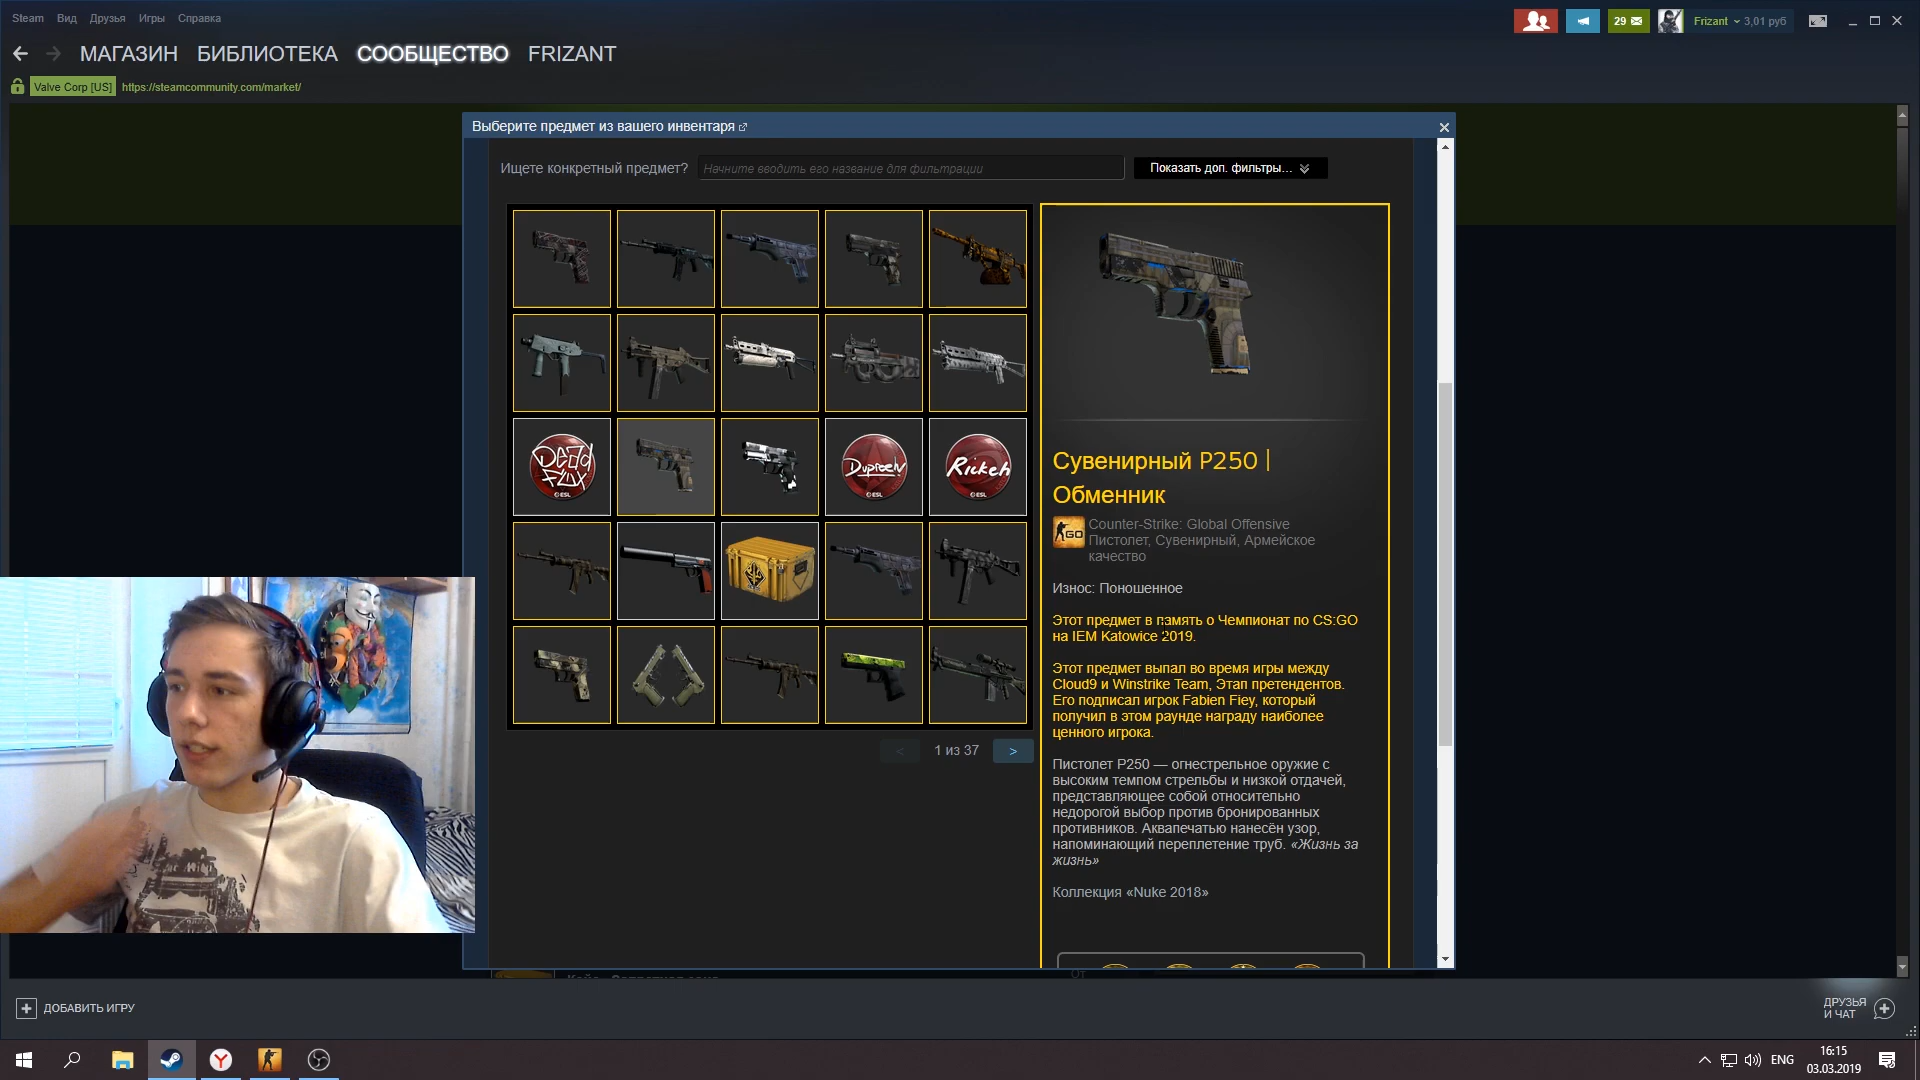 Steam Вид Друзья Игры Справка
29
Frizant 3,01 руб
МАГАЗИН БИБЛИОТЕКА СООБЩЕСТВО FRIZANT
Valve Corp [US] https://steamcommunity.com/market/
Выберите предмет из вашего инвентаря
Ищете конкретный предмет?
Начните вводить его название для фильтрации
Показать доп. фильтры...
ESL
Dupreeh
ESL
ESL
1 из 37
Сувенирный P250 |
Обменник
GO
Counter-Strike: Global Offensive
Пистолет, Сувенирный, Армейское
качество
Износ: Поношенное
Этот предмет в память о Чемпионат по CS:GO
на IEM Katowice 2019.
Этот предмет выпал во время игры между
Cloud9 и Winstrike Team, Этап претендентов.
Его подписал игрок Fabien Fiey, который
получил в этом раунде награду наиболее
ценного игрока.
Пистолет P250 — огнестрельное оружие с
высоким темпом стрельбы и низкой отдачей,
представляющее собой относительно
недорогой выбор против бронированных
противников. Аквапечатью нанесён узор,
напоминающий переплетение труб. «Жизнь за
жизнь»
Коллекция «Nuke 2018»
От
ДОБАВИТЬ ИГРУ
ДРУЗЬЯ
И ЧАТ
ENG
16:15
03.03.2019